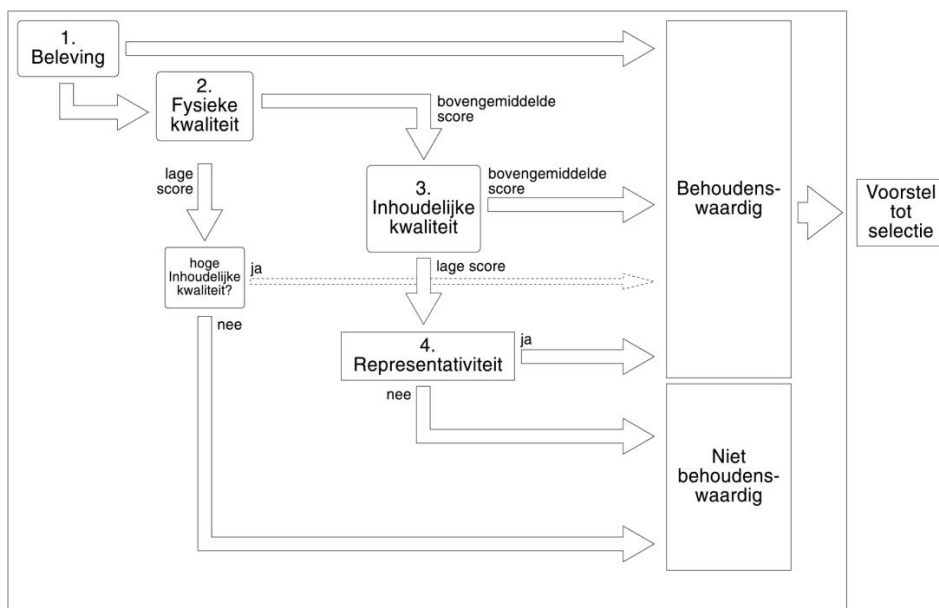 1.
Beleving
2.
Fysieke
kwaliteit
bovengemiddelde
score
lage
score
3.
Inhoudelijke
kwaliteit
bovengemiddelde
score
Behoudens-
waardig
Voorstel
tot
selectie
hoge
Inhoudelijke
kwaliteit?
ja
lage score
nee
4.
Representativiteit
ja
nee
Niet
behoudens-
waardig